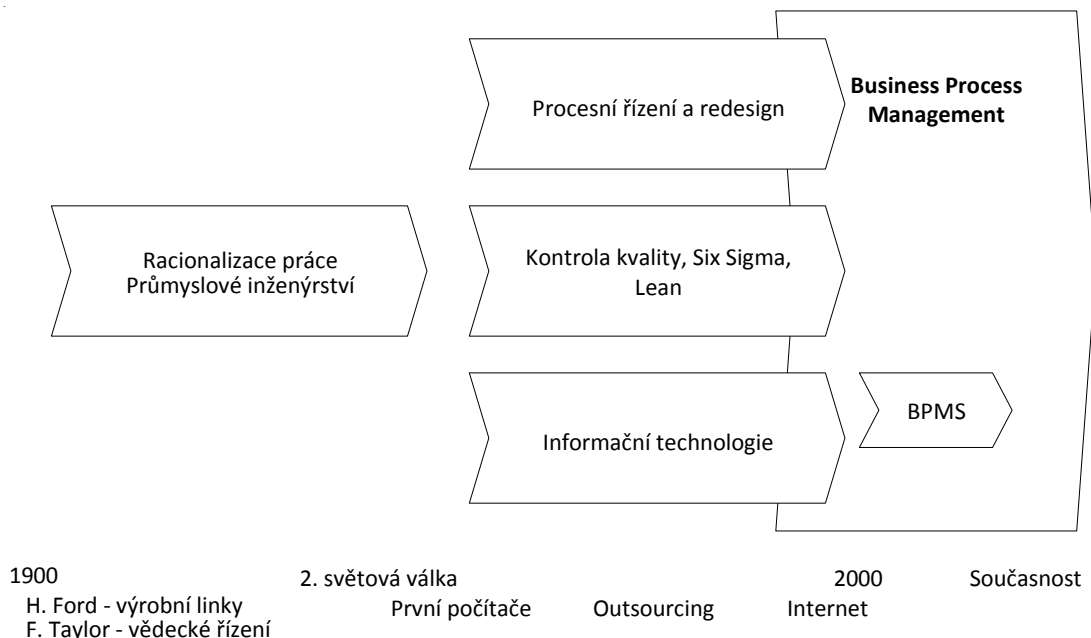 Procesní řízení a redesign
Business Process
Management
Racionalizace práce
Průmyslové inženýrství
Kontrola kvality, Six Sigma,
Lean
Informační technologie
BPMS
1900
2. světová válka
2000
Současnost
H. Ford - výrobní linky
První počítače
Outsourcing
Internet
F. Taylor - vědecké řízení